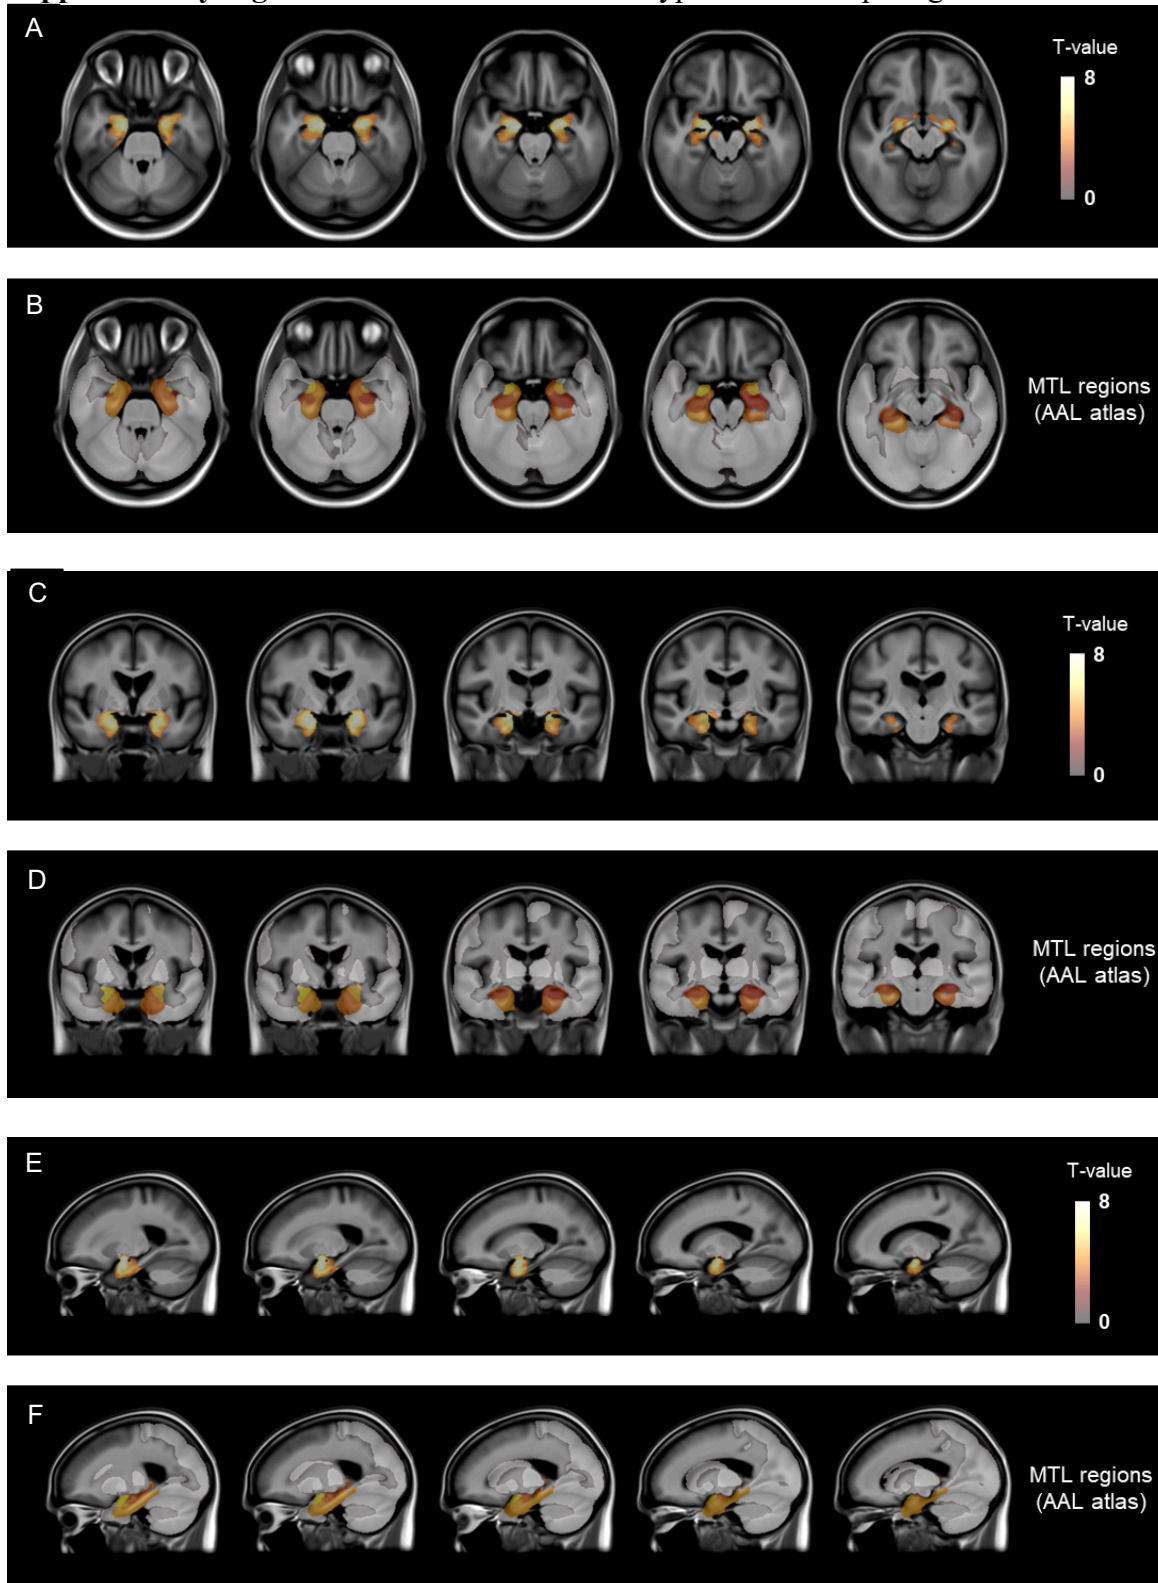 A
T-value
8
0
B
MTL regions
(AAL atlas)
C
T-value
8
0
D
MTL regions
(AAL atlas)
E
T-value
8
0
F
MTL regions
(AAL atlas)